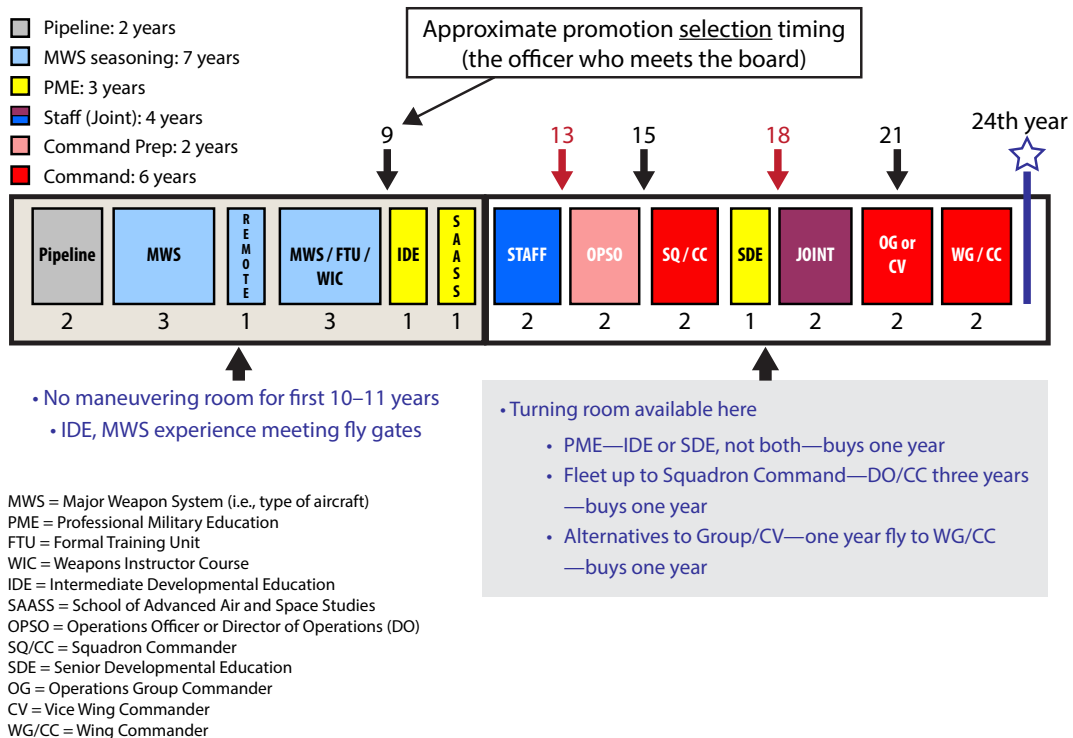 Pipeline: 2 years
MWS seasoning: 7 years
PME: 3 years
Staff (Joint): 4 years
Command Prep: 2 years
Command: 6 years
Approximate promotion selection timing
(the officer who meets the board)
9
13
15
18
21
24th year
Pipeline
MWS
REMOTE
MWS / FTU /
WIC
IDE
SAASS
STAFF
OPSO
SQ / CC
SDE
JOINT
OG or
CV
WG / CC
2
3
1
3
1
1
2
2
2
1
2
2
2
• No maneuvering room for first 10–11 years
• IDE, MWS experience meeting fly gates
• Turning room available here
• PME—IDE or SDE, not both—buys one year
• Fleet up to Squadron Command—DO/CC three years
—buys one year
• Alternatives to Group/CV—one year fly to WG/CC
—buys one year
MWS = Major Weapon System (i.e., type of aircraft)
PME = Professional Military Education
FTU = Formal Training Unit
WIC = Weapons Instructor Course
IDE = Intermediate Developmental Education
SAASS = School of Advanced Air and Space Studies
OPSO = Operations Officer or Director of Operations (DO)
SQ/CC = Squadron Commander
SDE = Senior Developmental Education
OG = Operations Group Commander
CV = Vice Wing Commander
WG/CC = Wing Commander